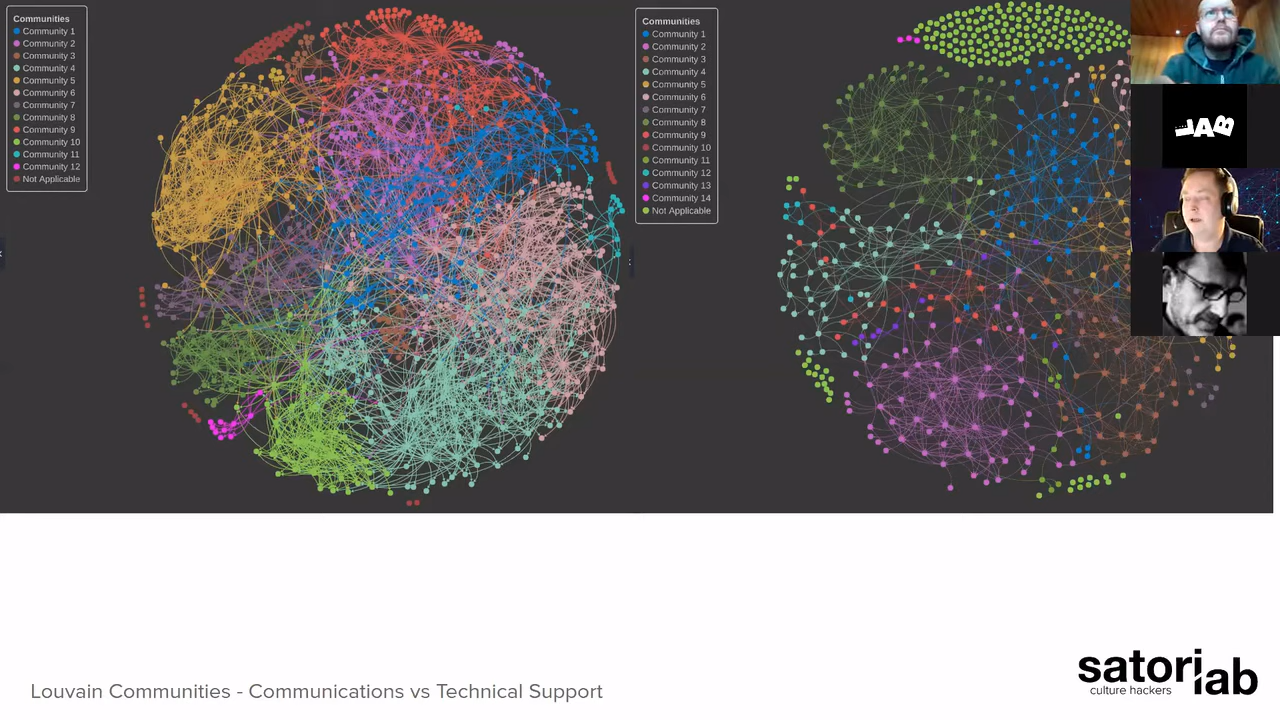 Communities
Community 1
Community 2
Community 3
Community 4
Community 5
Community 6
Community 7
Community 8
Community 9
Community 10
Community 11
Community 12
Not Applicable
Communities
Community 1
Community 2
Community 3
Community 4
Community 5
Community 6
Community 7
Community 8
Community 9
Community 10
Community 11
Community 12
Community 13
Community 14
Not Applicable
LAB
Louvain Communities - Communications vs Technical Support
satori lab
culture hackers